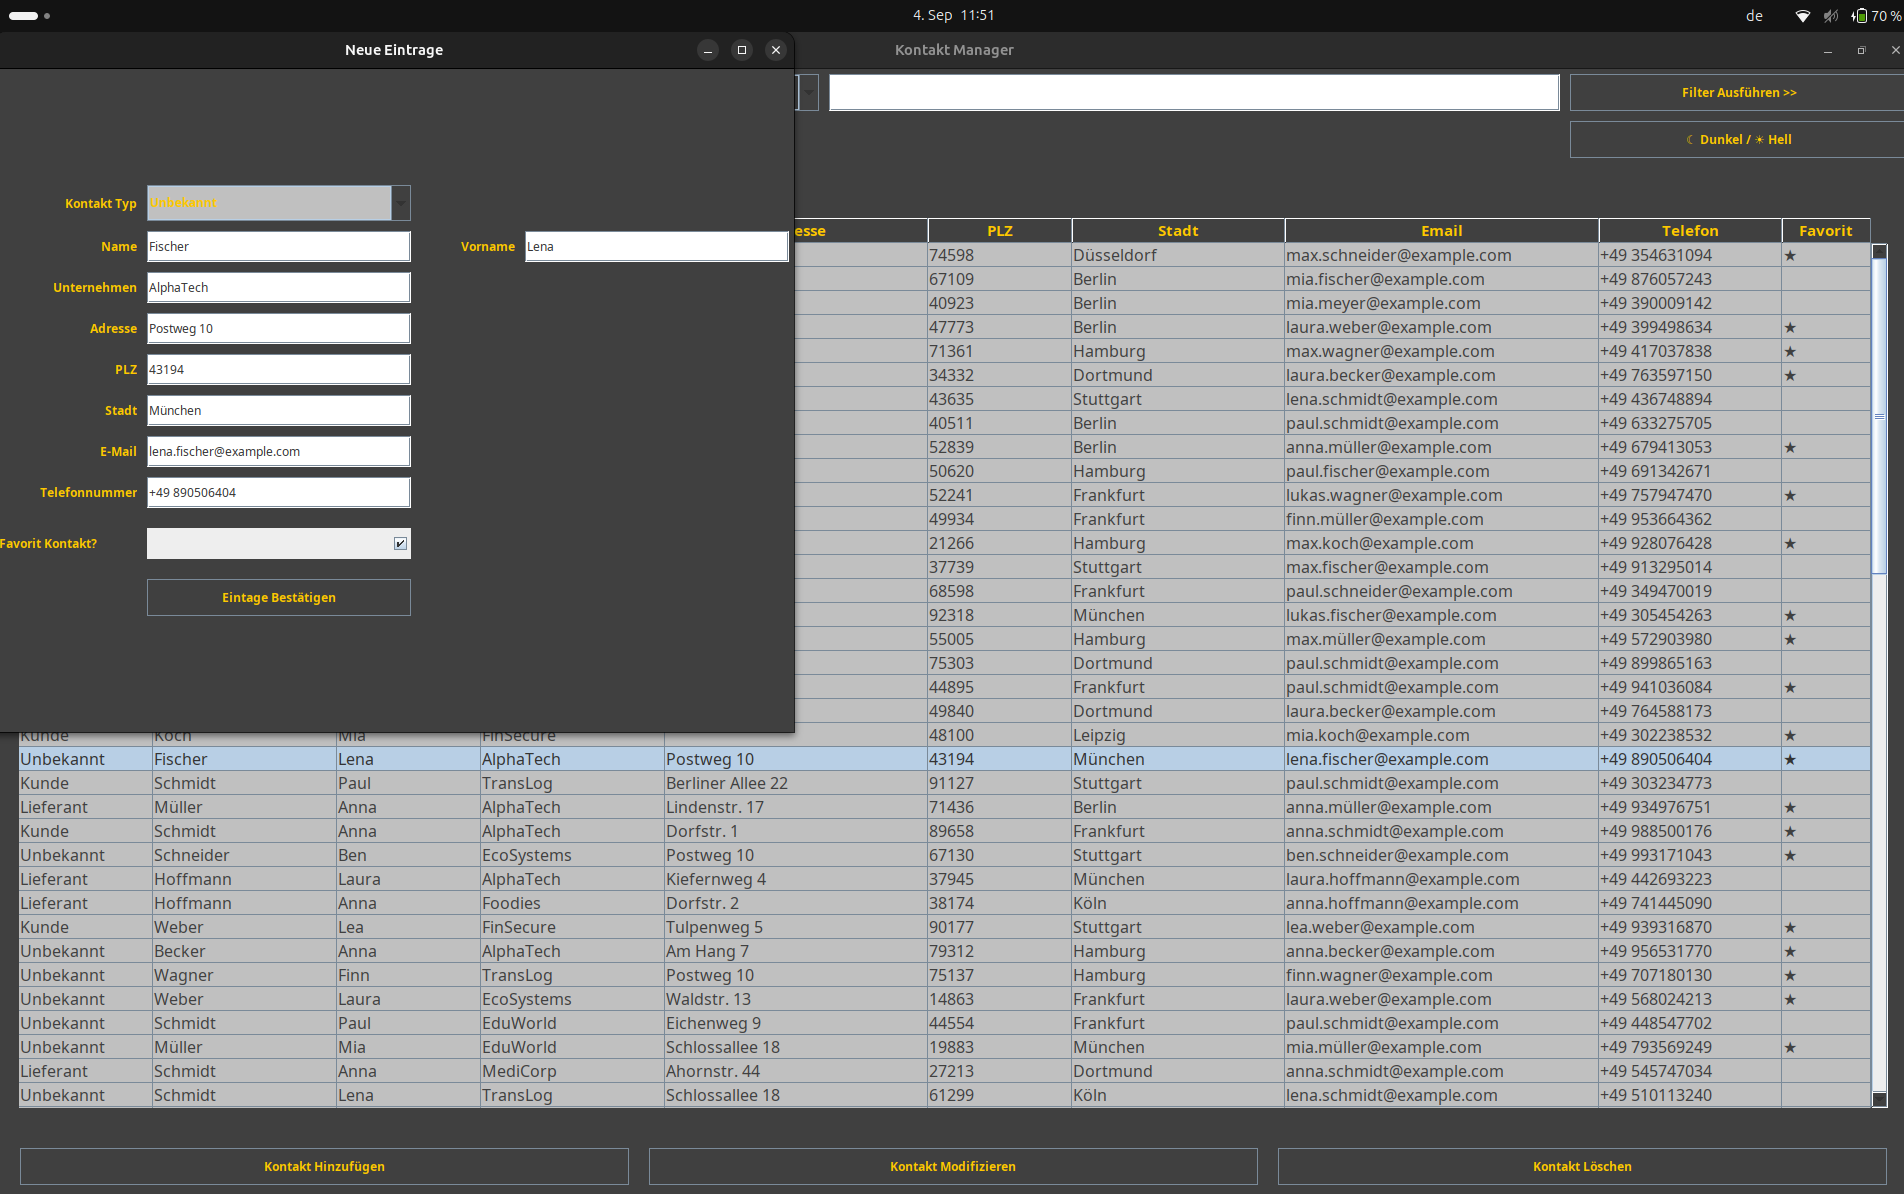 4. Sep 11:51
de
70 %
Neue Eintrage
Kontakt Manager
Filter Ausführen >>
☾ Dunkel / ☀ Hell
Kontakt Typ Unbekannt
Name Fischer Vorname Lena
Unternehmen AlphaTech
Adresse Postweg 10
PLZ 43194
Stadt München
E-Mail lena.fischer@example.com
Telefonnummer +49 890506404
Favorit Kontakt?
Eintage Bestätigen
esse PLZ Stadt Email Telefon Favorit
74598 Düsseldorf max.schneider@example.com +49 354631094 ★
67109 Berlin mia.fischer@example.com +49 876057243
40923 Berlin mia.meyer@example.com +49 390009142
47773 Berlin laura.weber@example.com +49 399498634 ★
71361 Hamburg max.wagner@example.com +49 417037838 ★
34332 Dortmund laura.becker@example.com +49 763597150 ★
43635 Stuttgart lena.schmidt@example.com +49 436748894
40511 Berlin paul.schmidt@example.com +49 633275705
52839 Berlin anna.müller@example.com +49 679413053 ★
50620 Hamburg paul.fischer@example.com +49 691342671
52241 Frankfurt lukas.wagner@example.com +49 757947470 ★
49934 Frankfurt finn.müller@example.com +49 953664362
21266 Hamburg max.koch@example.com +49 928076428 ★
37739 Stuttgart max.fischer@example.com +49 913295014
68598 Frankfurt paul.schneider@example.com +49 349470019
92318 München lukas.fischer@example.com +49 305454263 ★
55005 Hamburg max.müller@example.com +49 572903980 ★
75303 Dortmund paul.schmidt@example.com +49 899865163
44895 Frankfurt paul.schmidt@example.com +49 941036084 ★
49840 Dortmund laura.becker@example.com +49 764588173
Kunde Koch Mia FinSecure 48100 Leipzig mia.koch@example.com +49 302238532 ★
Unbekannt Fischer Lena AlphaTech Postweg 10 43194 München lena.fischer@example.com +49 890506404 ★
Kunde Schmidt Paul TransLog Berliner Allee 22 91127 Stuttgart paul.schmidt@example.com +49 303234773
Lieferant Müller Anna AlphaTech Lindenstr. 17 71436 Berlin anna.müller@example.com +49 934976751 ★
Kunde Schmidt Anna AlphaTech Dorfstr. 1 89658 Frankfurt anna.schmidt@example.com +49 988500176 ★
Unbekannt Schneider Ben EcoSystems Postweg 10 67130 Stuttgart ben.schneider@example.com +49 993171043 ★
Lieferant Hoffmann Laura AlphaTech Kiefernweg 4 37945 München laura.hoffmann@example.com +49 442693223
Lieferant Hoffmann Anna Foodies Dorfstr. 2 38174 Köln anna.hoffmann@example.com +49 741445090
Kunde Weber Lea FinSecure Tulpenweg 5 90177 Stuttgart lea.weber@example.com +49 939316870 ★
Unbekannt Becker Anna AlphaTech Am Hang 7 79312 Hamburg anna.becker@example.com +49 956531770 ★
Unbekannt Wagner Finn TransLog Postweg 10 75137 Hamburg finn.wagner@example.com +49 707180130 ★
Unbekannt Weber Laura EcoSystems Waldstr. 13 14863 Frankfurt laura.weber@example.com +49 568024213 ★
Unbekannt Schmidt Paul EduWorld Eichenweg 9 44554 Frankfurt paul.schmidt@example.com +49 448547702
Unbekannt Müller Mia EduWorld Schlossallee 18 19883 München mia.müller@example.com +49 793569249 ★
Lieferant Schmidt Anna MediCorp Ahornstr. 44 27213 Dortmund anna.schmidt@example.com +49 545747034
Unbekannt Schmidt Lena TransLog Schlossallee 18 61299 Köln lena.schmidt@example.com +49 510113240
Kontakt Hinzufügen Kontakt Modifizieren Kontakt Löschen